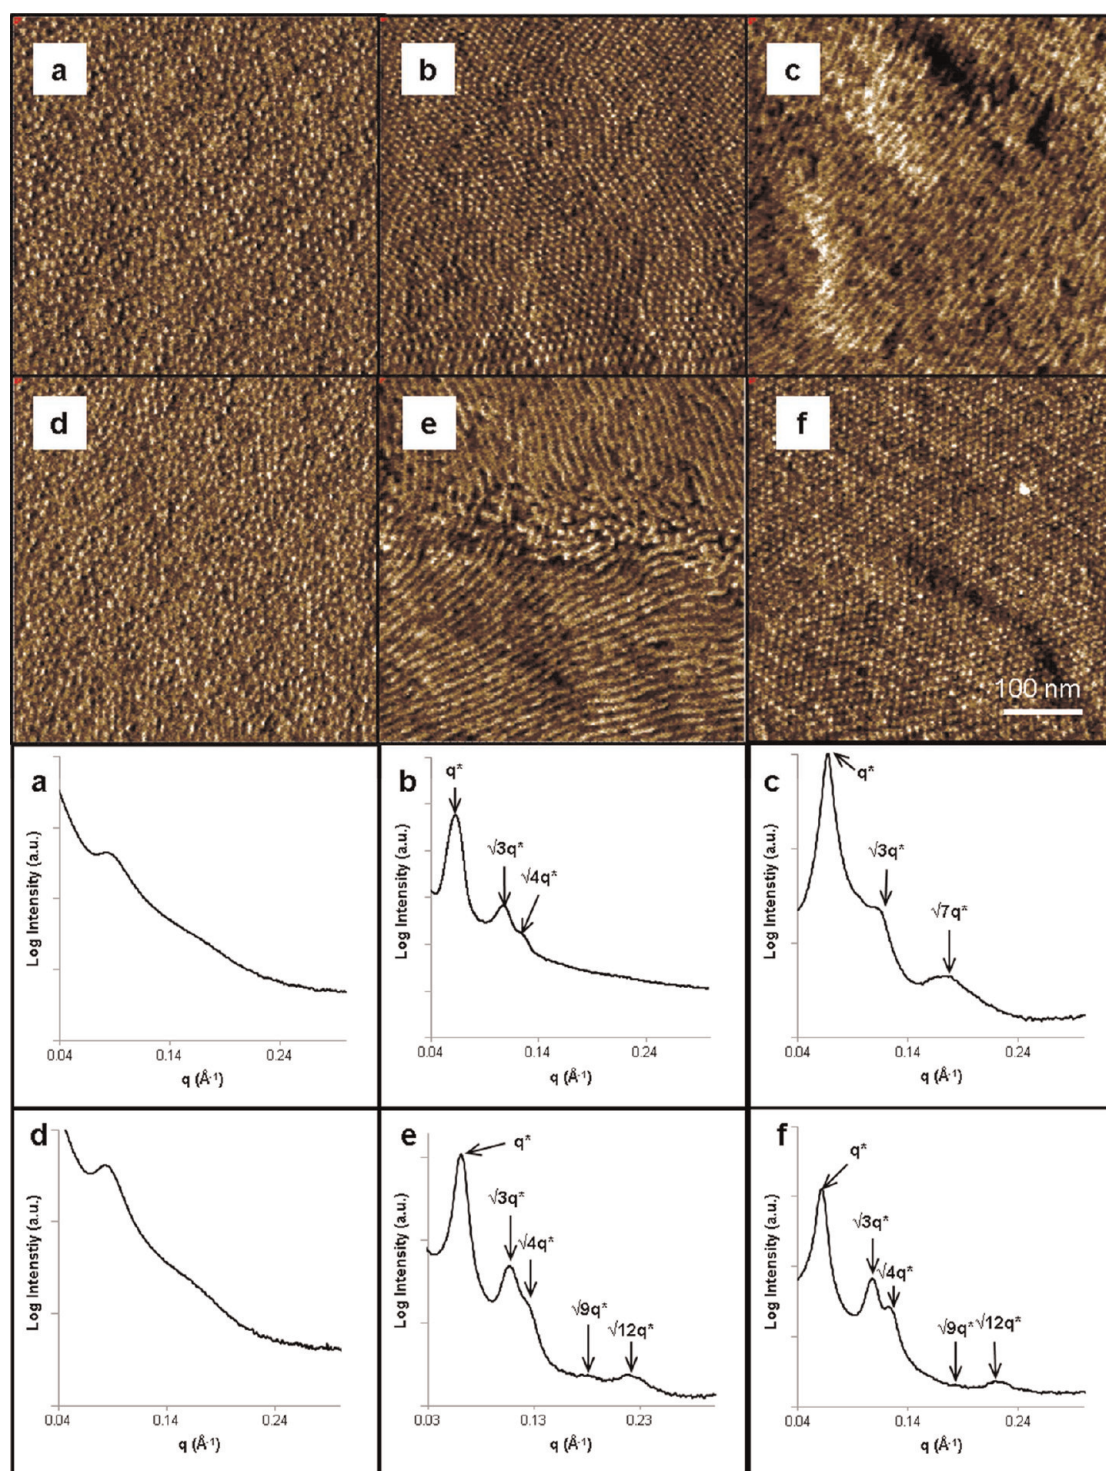 a
b
c
d
e
f
100 nm
a
Log Intensity (a.u.)
0.04
0.14
0.24
q (Å-1)
b
q*
√3q*
√4q*
Log Intensity (a.u.)
0.04
0.14
0.24
q (Å-1)
c
q*
√3q*
√7q*
Log Intensity (a.u.)
0.04
0.14
0.24
q (Å-1)
d
Log Intenstiy (a.u.)
0.04
0.14
0.24
q (Å-1)
e
q*
√3q*
√4q*
√9q*
√12q*
Log Intensity (a.u.)
0.03
0.13
0.23
q (Å-1)
f
q*
√3q*
√4q*
√9q*
√12q*
Log Intensity (a.u.)
0.04
0.14
0.24
q (Å-1)